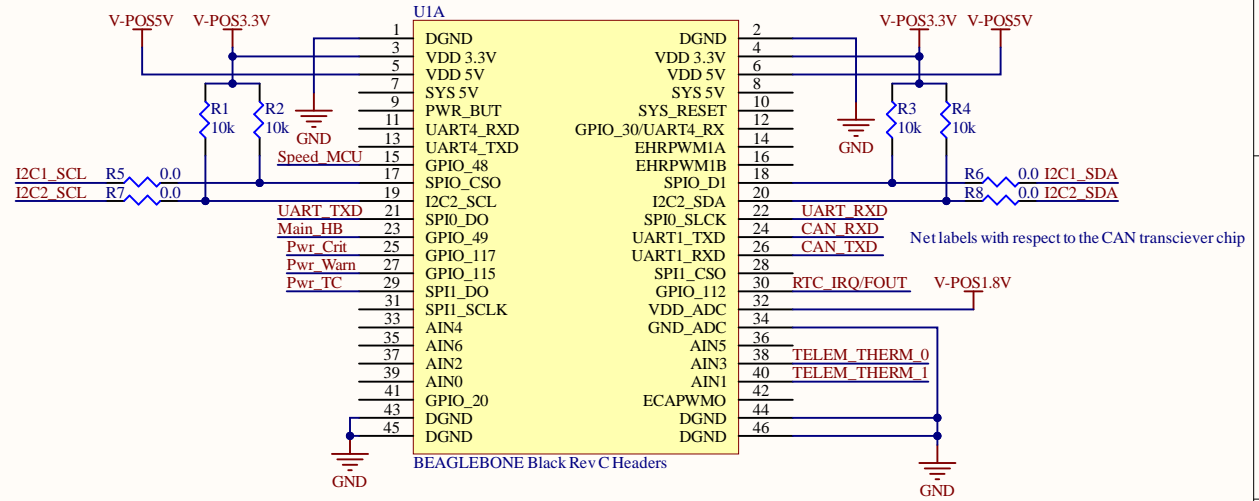 U1A
V-POS5V V-POS3.3V
V-POS3.3V V-POS5V
1 DGND DGND 2
3 VDD 3.3V VDD 3.3V 4
5 VDD 5V VDD 5V 6
7 SYS 5V SYS 5V 8
9 PWR_BUT SYS_RESET 10
11 UART4_RXD GPIO_30/UART4_RX 12
13 UART4_TXD EHRPWM1A 14
Speed_MCU 15 GPIO_48 EHRPWM1B 16
I2C1_SCL R5 0.0 17 SPIO_CSO SPIO_D1 18 R6 0.0 I2C1_SDA
I2C2_SCL R7 0.0 19 I2C2_SCL I2C2_SDA 20 R8 0.0 I2C2_SDA
UART_TXD 21 SPI0_DO SPI0_SLCK 22 UART_RXD
Main_HB 23 GPIO_49 UART1_TXD 24 CAN_RXD
Pwr_Crit 25 GPIO_117 UART1_RXD 26 CAN_TXD
Pwr_Warn 27 GPIO_115 SPI1_CSO 28
Pwr_TC 29 SPI1_DO GPIO_112 30 RTC_IRQ/FOUT
31 SPI1_SCLK VDD_ADC 32
33 AIN4 GND_ADC 34
35 AIN6 AIN5 36
37 AIN2 AIN3 38 TELEM_THERM_0
39 AIN0 AIN1 40 TELEM_THERM_1
41 GPIO_20 ECAPWMO 42
43 DGND DGND 44
45 DGND DGND 46
R1
10k
R2
10k
GND
R3
10k
R4
10k
GND
Net labels with respect to the CAN transciever chip
V-POS1.8V
BEAGLEBONE Black Rev C Headers
GND
GND